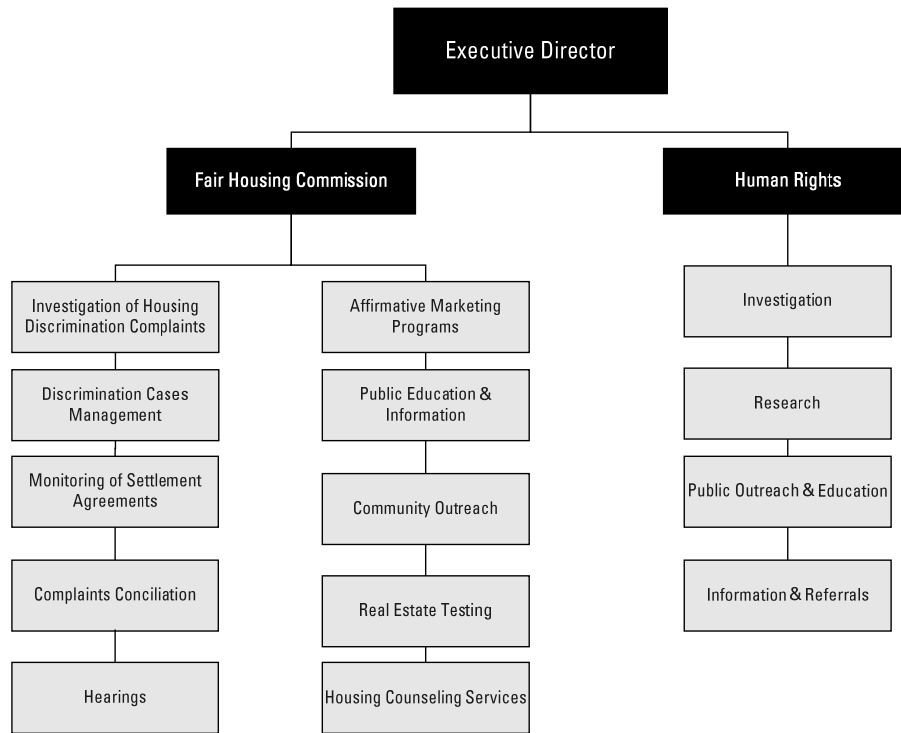 Executive Director
Fair Housing Commission
Human Rights
Investigation of Housing
Discrimination Complaints
Discrimination Cases
Management
Monitoring of Settlement
Agreements
Complaints Conciliation
Hearings
Affirmative Marketing
Programs
Public Education &
Information
Community Outreach
Real Estate Testing
Housing Counseling Services
Investigation
Research
Public Outreach & Education
Information & Referrals